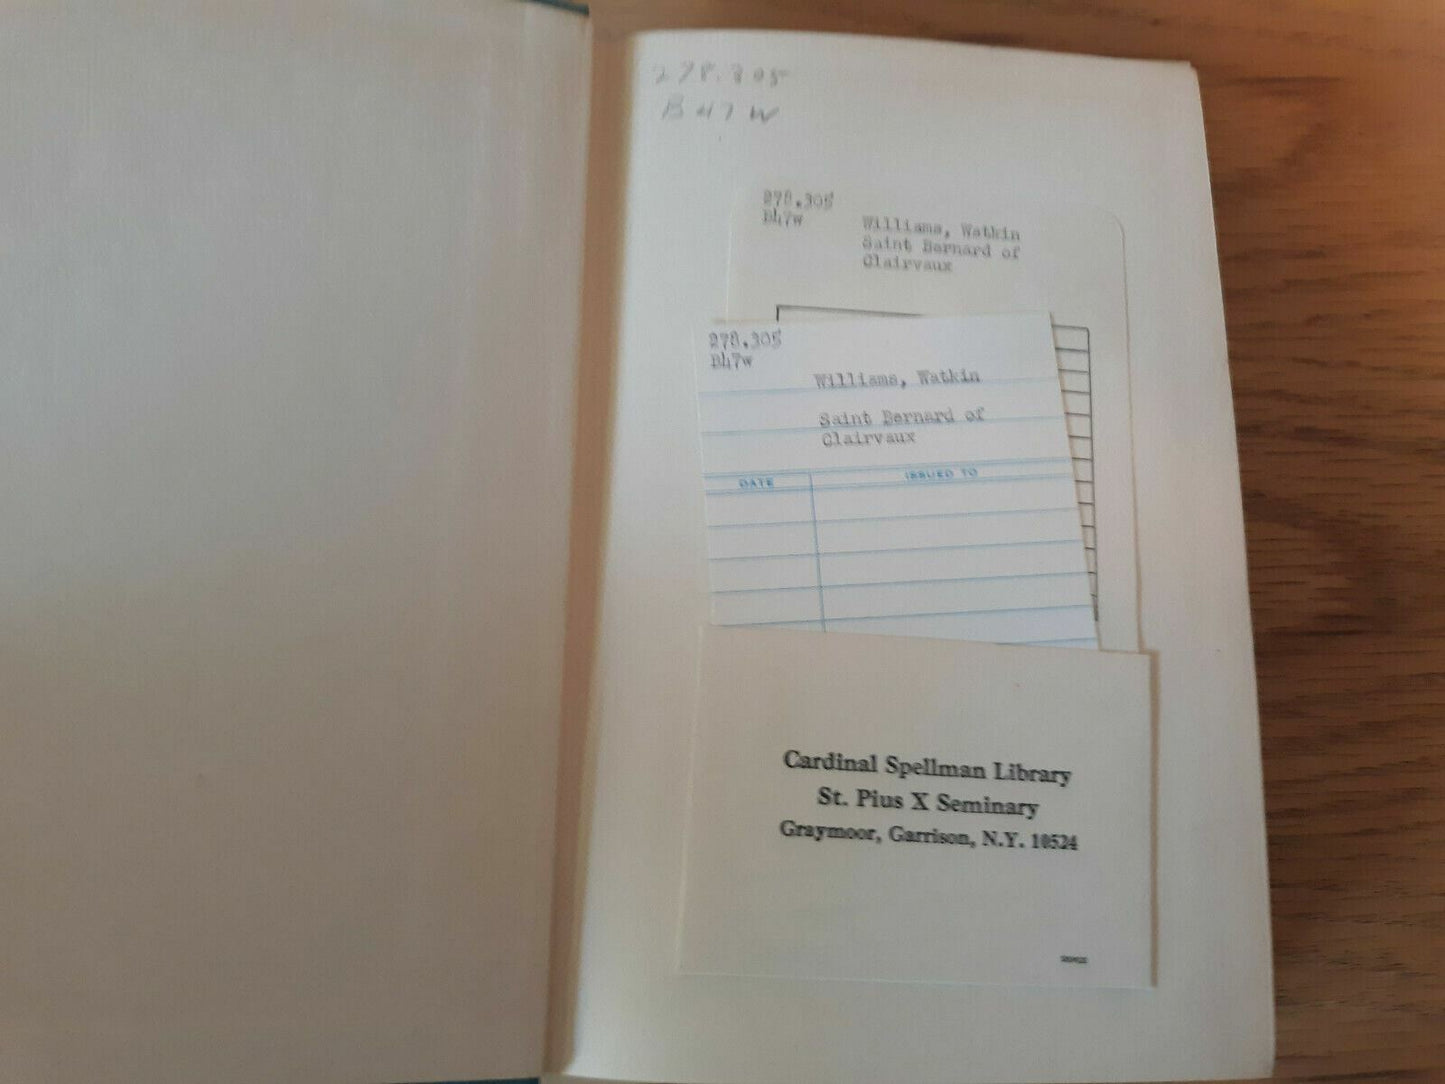 278.305
B47W
278.305
B47w
Williams, Watkin
Saint Bernard of
Clairvaux
278.305
B47w
Williams, Watkin
Saint Bernard of
Clairvaux
DATE
ISSUED TO
Cardinal Spellman Library
St. Pius X Seminary
Graymoor, Garrison, N.Y. 10524